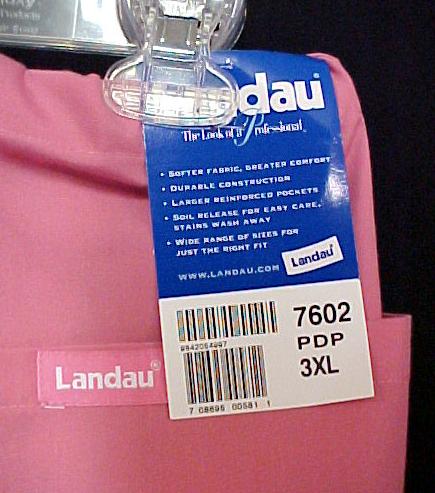 Landau®
The Look of a Professional
• SOFTER FABRIC, GREATER COMFORT
• DURABLE CONSTRUCTION
• LARGER REINFORCED POCKETS
• SOIL RELEASE FOR EASY CARE,
STAINS WASH AWAY
• WIDE RANGE OF SIZES FOR
JUST THE RIGHT FIT
WWW.LANDAU.COM
Landau
7602
PDP
3XL
7 08695 00581 1
Landau®